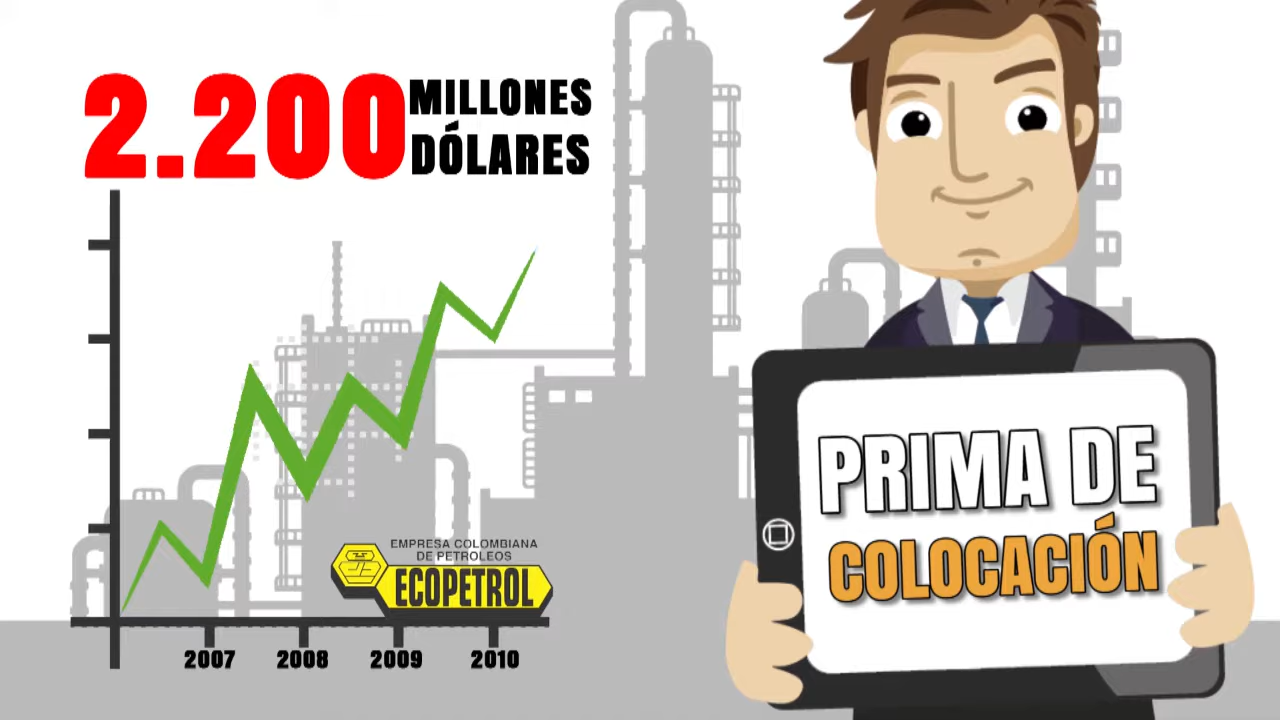 2.200 MILLONES
DÓLARES
PRIMA DE
COLOCACIÓN
EMPRESA COLOMBIANA
DE PETROLEOS
ECOPETROL
2007 2008 2009 2010